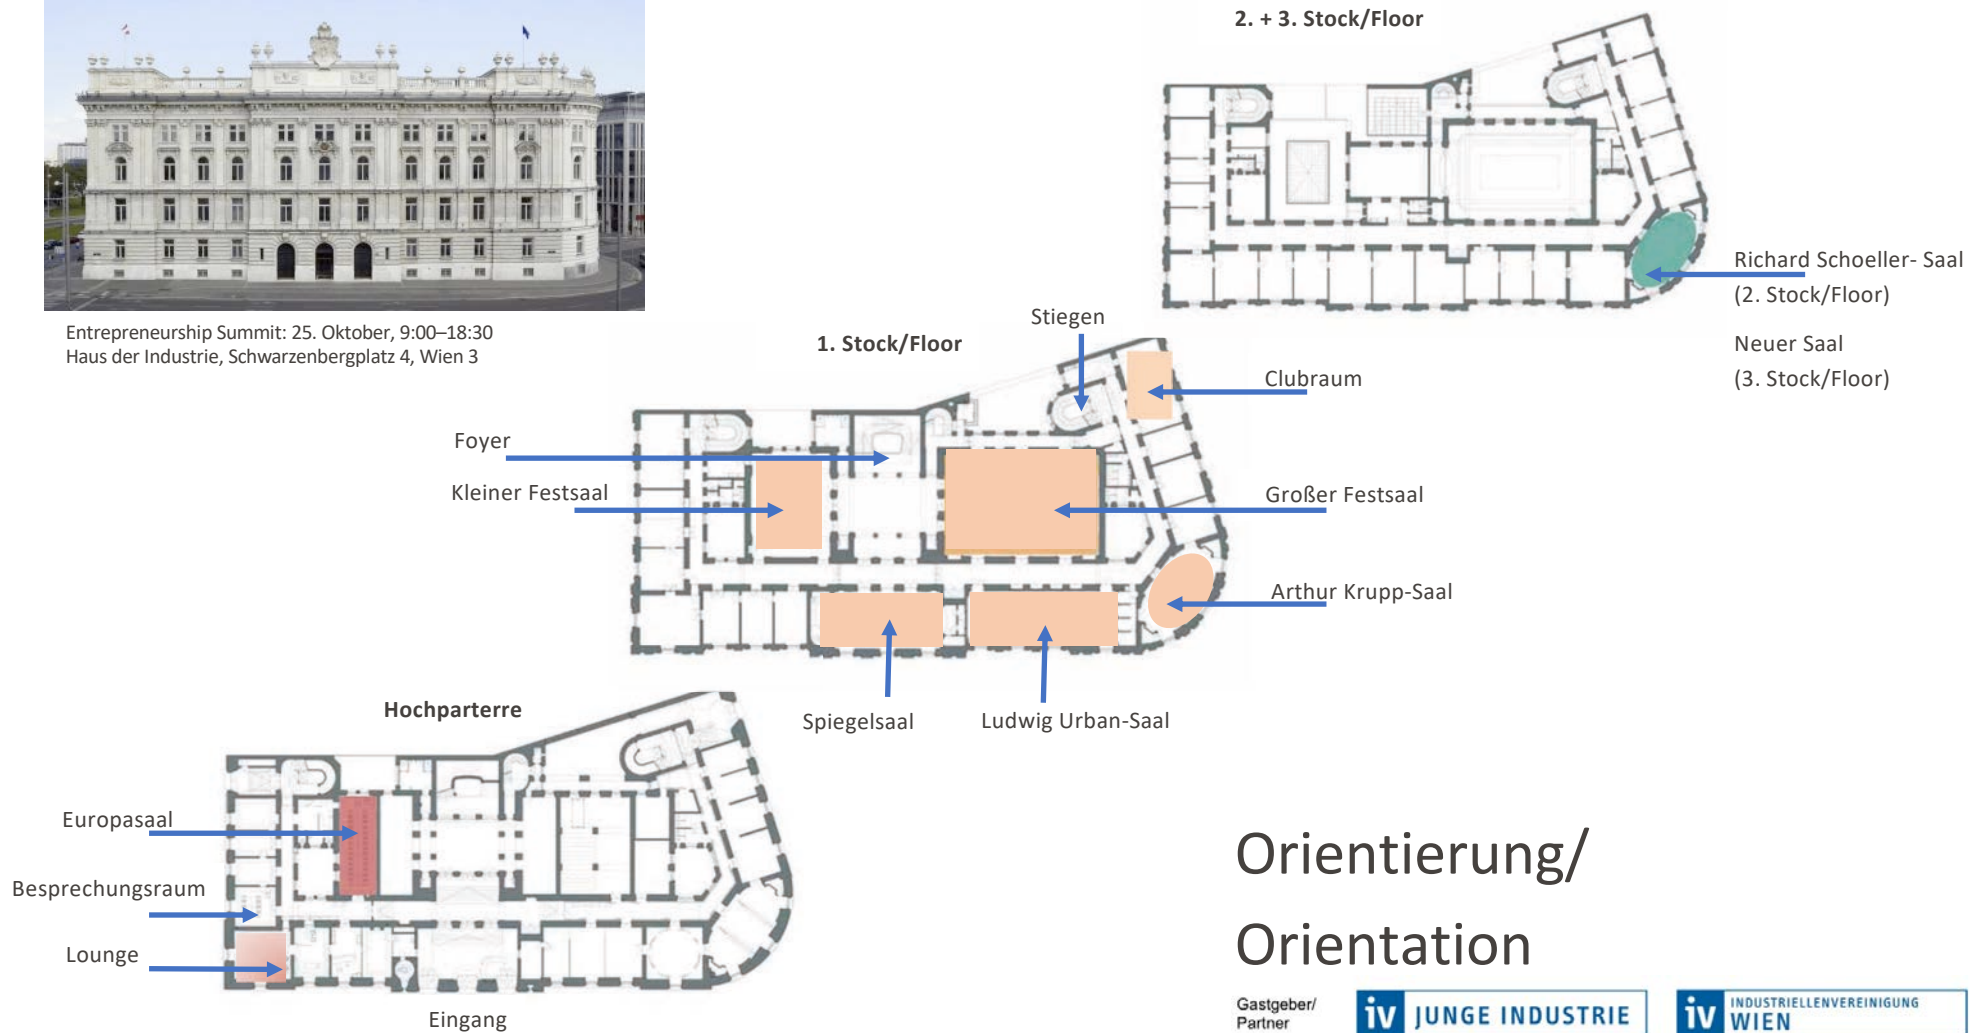 2. + 3. Stock/Floor
Richard Schoeller- Saal
(2. Stock/Floor)
Neuer Saal
(3. Stock/Floor)
Entrepreneurship Summit: 25. Oktober, 9:00–18:30
Haus der Industrie, Schwarzenbergplatz 4, Wien 3
1. Stock/Floor
Stiegen
Clubraum
Foyer
Kleiner Festsaal
Großer Festsaal
Arthur Krupp-Saal
Spiegelsaal
Ludwig Urban-Saal
Hochparterre
Europasaal
Besprechungsraum
Lounge
Eingang
Orientierung/
Orientation
Gastgeber/
Partner
iv JUNGE INDUSTRIE
iv INDUSTRIELLENVEREINIGUNG
WIEN